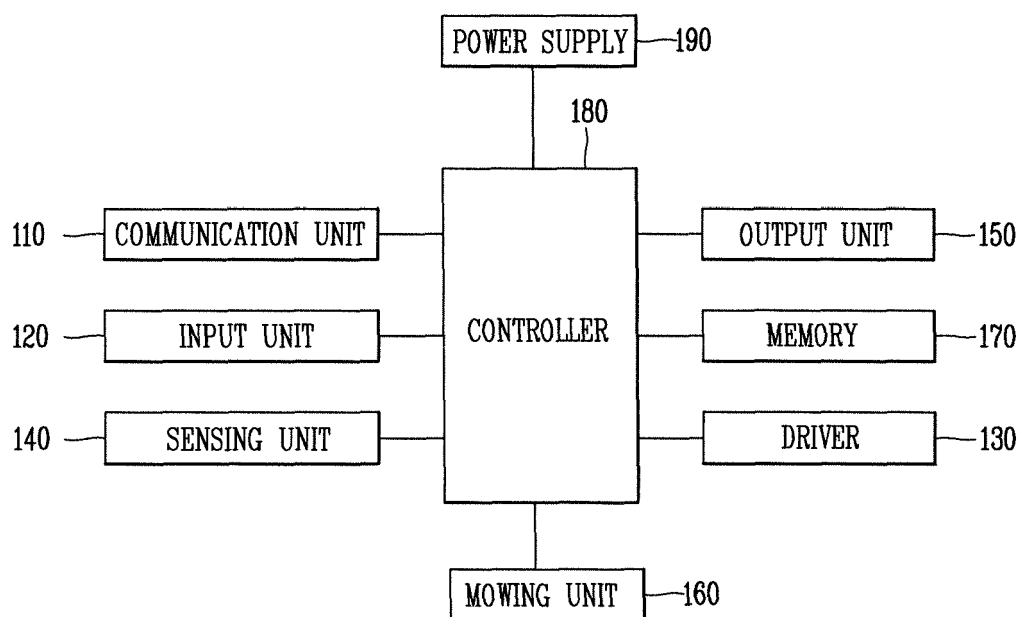 POWER SUPPLY 190
180
110 COMMUNICATION UNIT OUTPUT UNIT 150
120 INPUT UNIT CONTROLLER MEMORY 170
140 SENSING UNIT DRIVER 130
MOWING UNIT 160